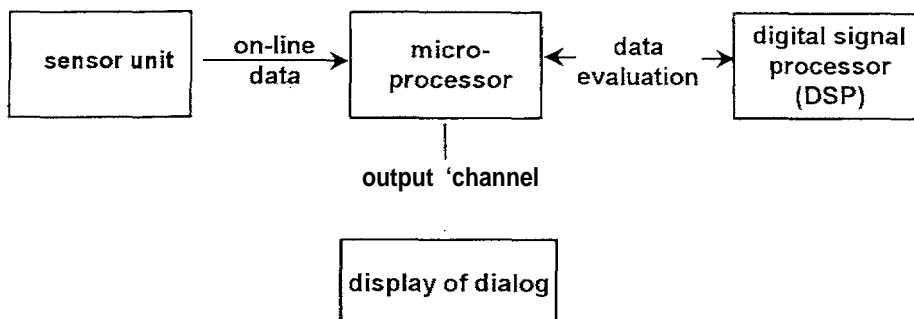 sensor unit
on-line
data
micro-
processor
data
evaluation
digital signal
processor
(DSP)
output ‘channel
display of dialog